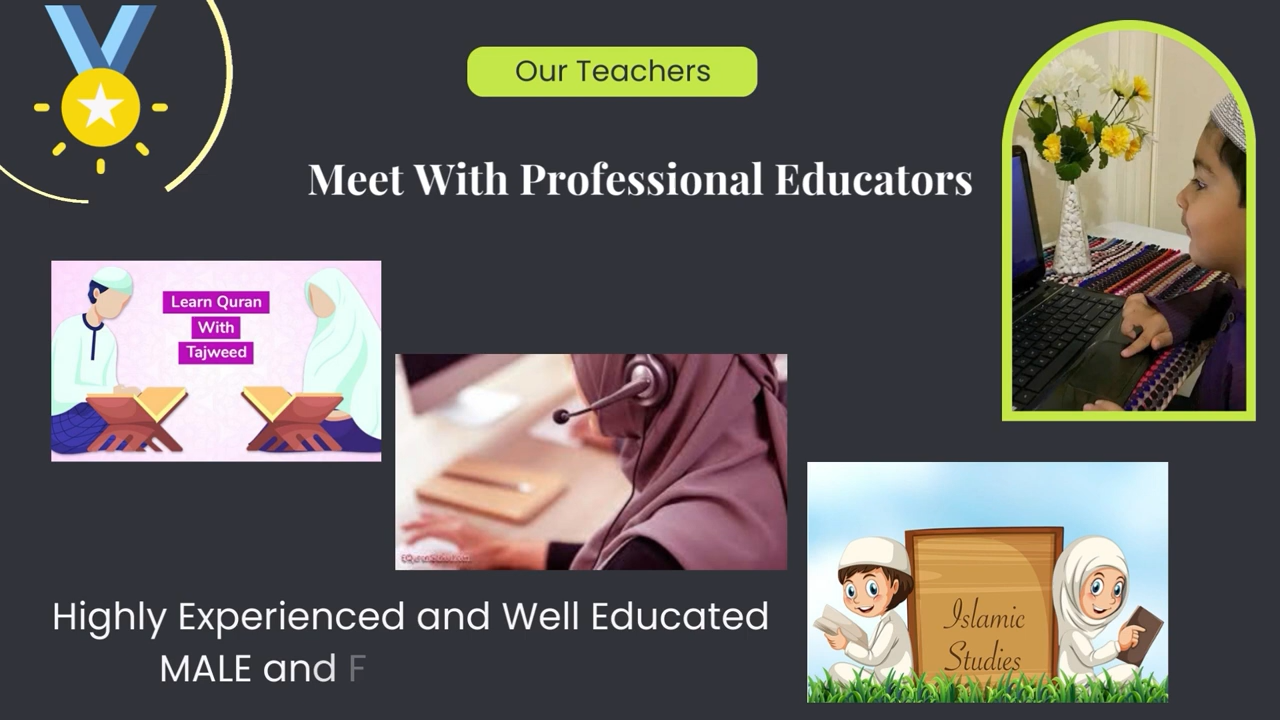 Our Teachers
Meet With Professional Educators
Learn Quran
With
Tajweed
Islamic
Studies
Highly Experienced and Well Educated
MALE and F